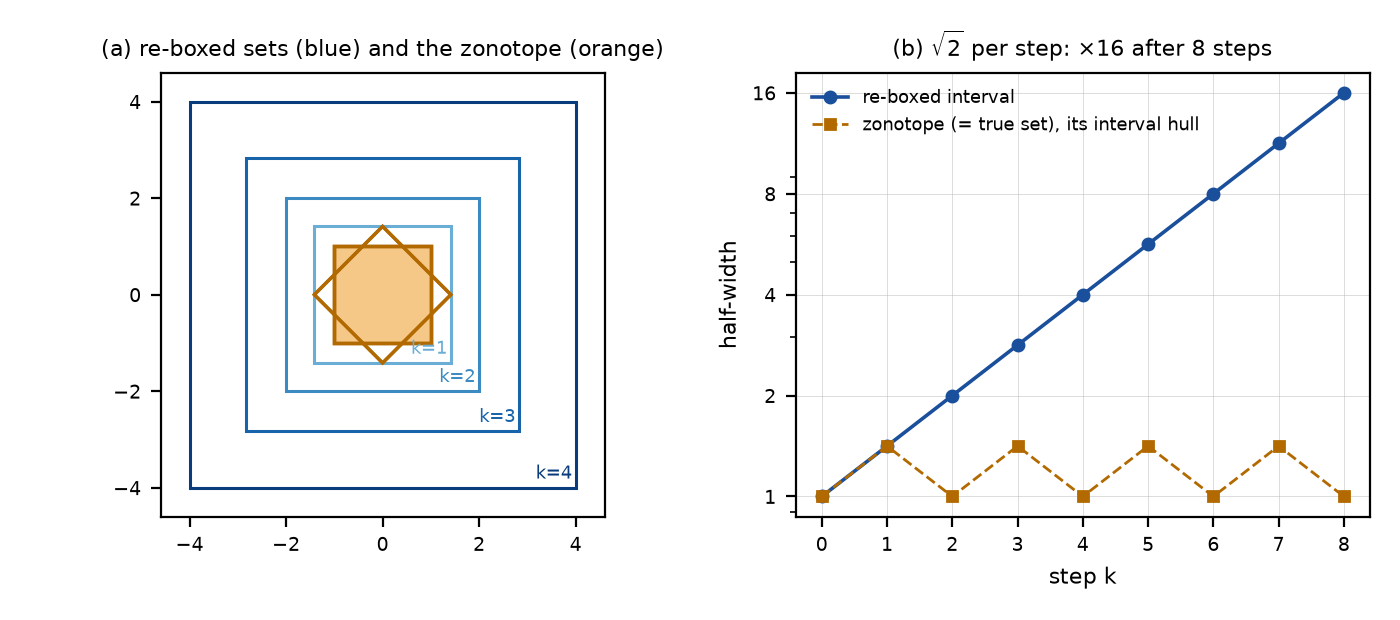 (a) re-boxed sets (blue) and the zonotope (orange)
4
2
0
−2
−4
k=1
k=2
k=3
k=4
−4 −2 0 2 4
(b) √2 per step: ×16 after 8 steps
re-boxed interval
zonotope (= true set), its interval hull
half-width
16
8
4
2
1
0 1 2 3 4 5 6 7 8
step k